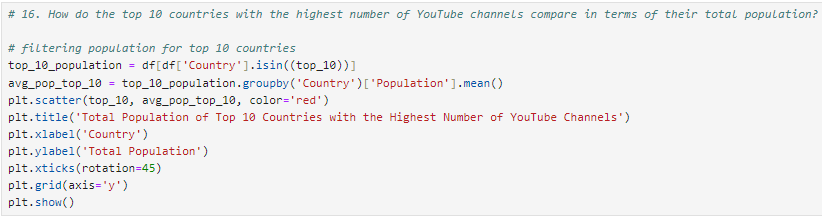 # 16. How do the top 10 countries with the highest number of YouTube channels compare in terms of their total population?
# filtering population for top 10 countries
top_10_population = df[df['Country'].isin((top_10))]
avg_pop_top_10 = top_10_population.groupby('Country')['Population'].mean()
plt.scatter(top_10, avg_pop_top_10, color='red')
plt.title('Total Population of Top 10 Countries with the Highest Number of YouTube Channels')
plt.xlabel('Country')
plt.ylabel('Total Population')
plt.xticks(rotation=45)
plt.grid(axis='y')
plt.show()